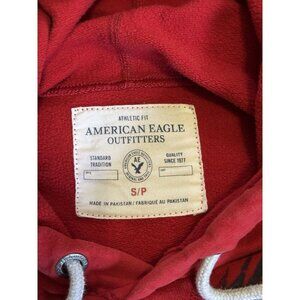 ATHLETIC FIT
AMERICAN EAGLE
OUTFITTERS
STANDARD
TRADITION
AE
QUALITY
SINCE 1977
S/P
MADE IN PAKISTAN / FABRIQUÉ AU PAKISTAN